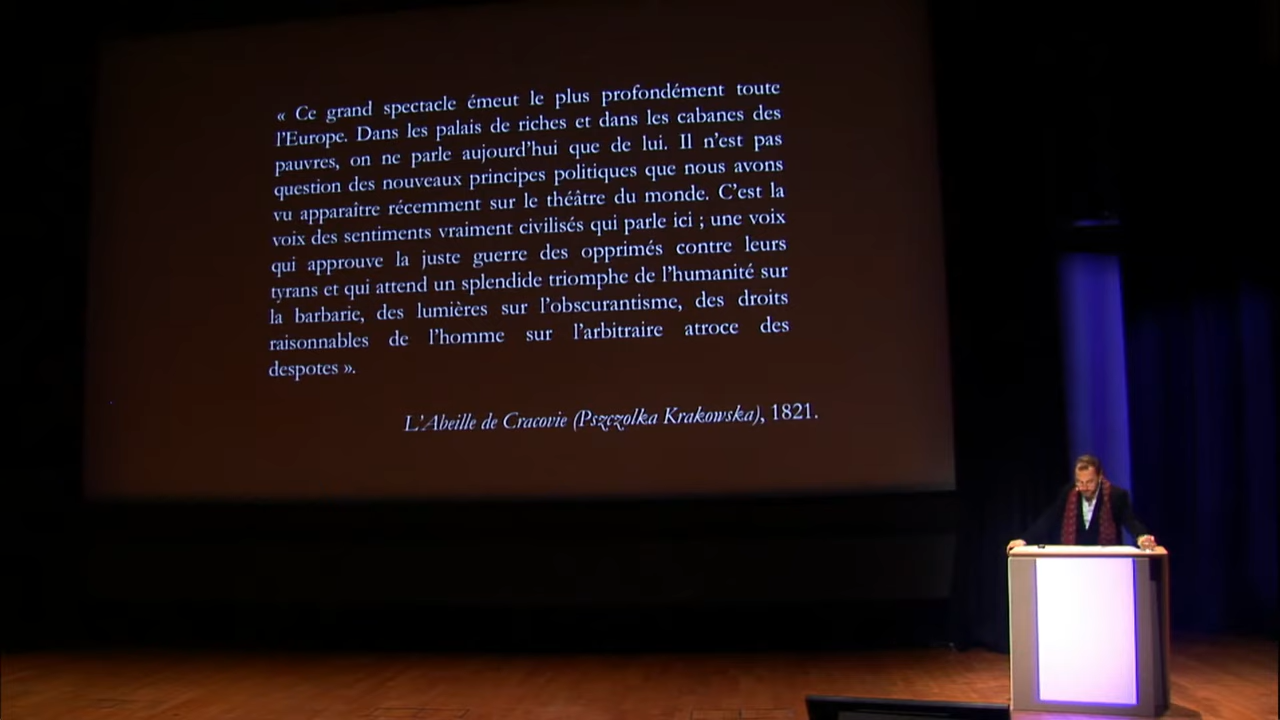 « Ce grand spectacle émeut le plus profondément toute
l'Europe. Dans les palais de riches et dans les cabanes des
pauvres, on ne parle aujourd'hui que de lui. Il n'est pas
question des nouveaux principes politiques que nous avons
vu apparaître récemment sur le théâtre du monde. C'est la
voix des sentiments vraiment civilisés qui parle ici ; une voix
qui approuve la juste guerre des opprimés contre leurs
tyrans et qui attend un splendide triomphe de l'humanité sur
la barbarie, des lumières sur l'obscurantisme, des droits
raisonnables de l'homme sur l'arbitraire atroce des
despotes ».
L'Abeille de Cracovie (Pszczolka Krakowska), 1821.